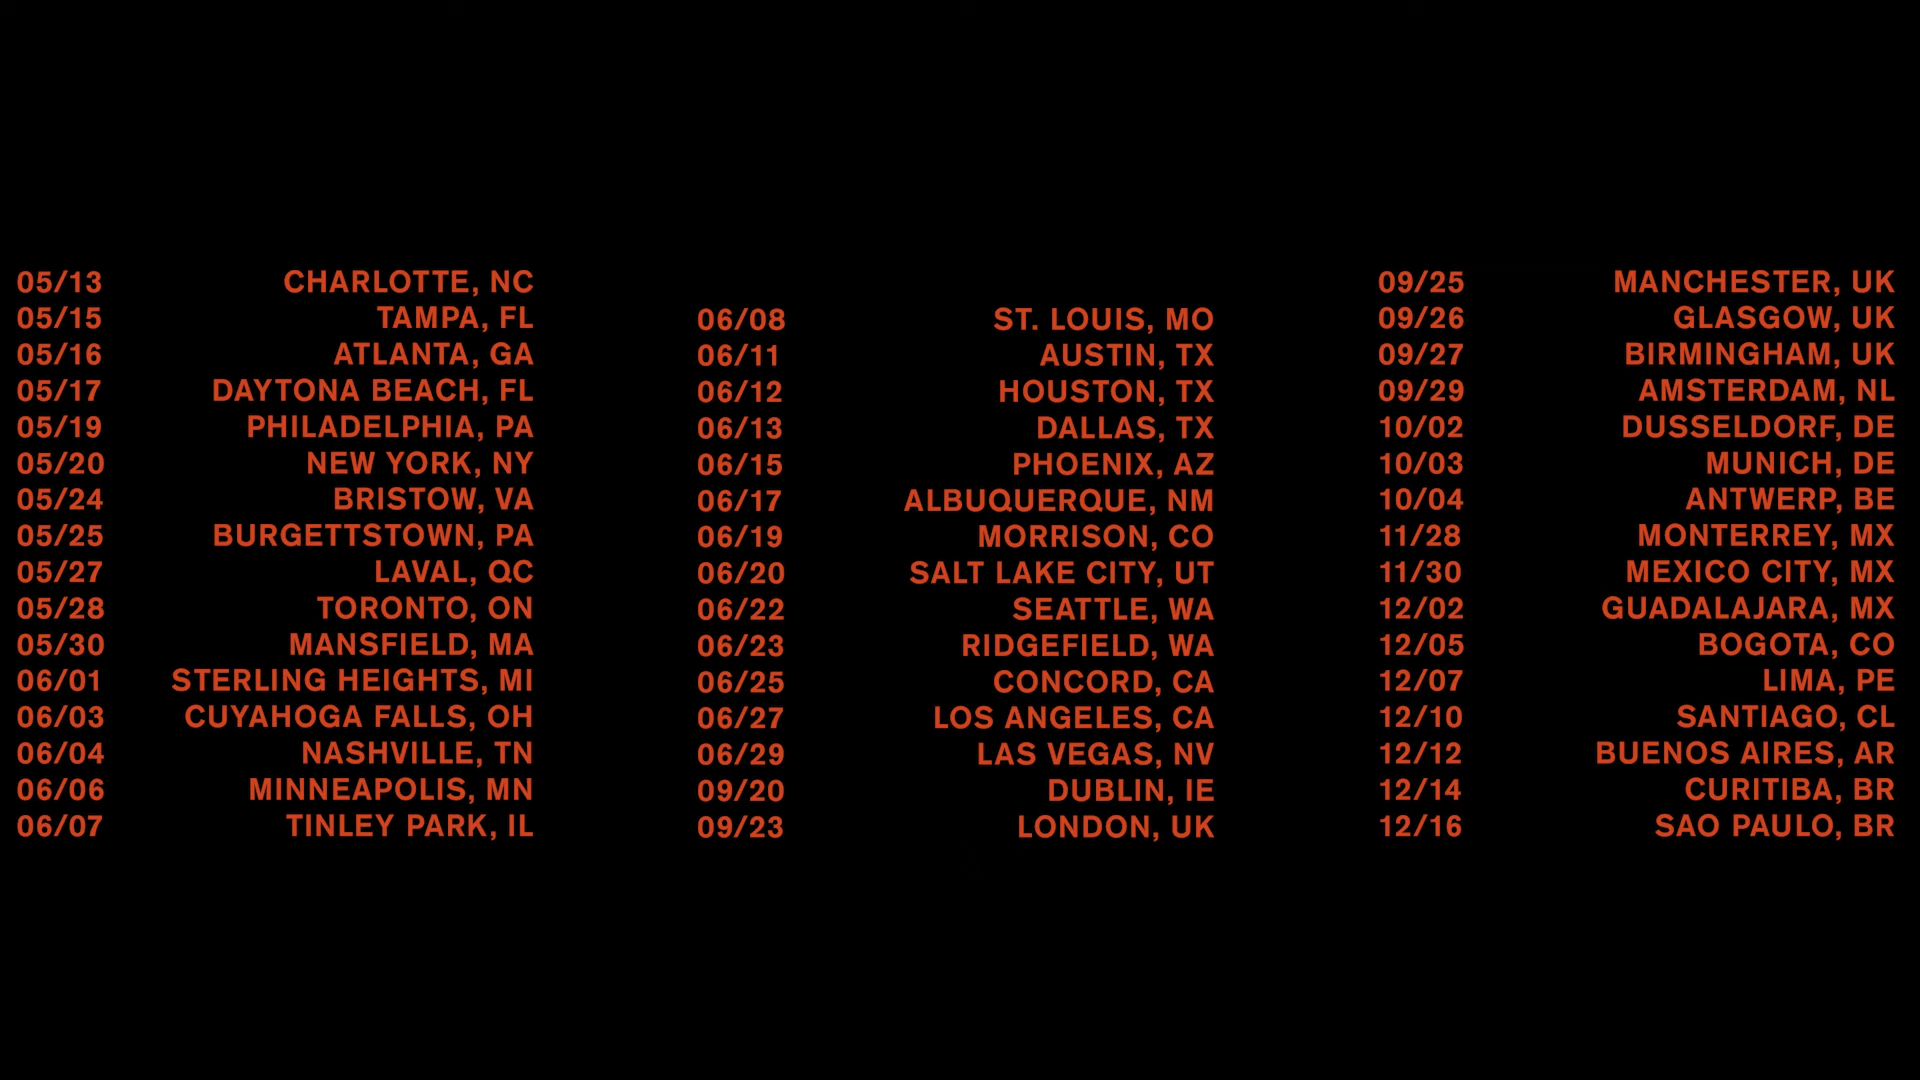 05/13 CHARLOTTE, NC
05/15 TAMPA, FL
05/16 ATLANTA, GA
05/17 DAYTONA BEACH, FL
05/19 PHILADELPHIA, PA
05/20 NEW YORK, NY
05/24 BRISTOW, VA
05/25 BURGETTSTOWN, PA
05/27 LAVAL, QC
05/28 TORONTO, ON
05/30 MANSFIELD, MA
06/01 STERLING HEIGHTS, MI
06/03 CUYAHOGA FALLS, OH
06/04 NASHVILLE, TN
06/06 MINNEAPOLIS, MN
06/07 TINLEY PARK, IL
06/08 ST. LOUIS, MO
06/11 AUSTIN, TX
06/12 HOUSTON, TX
06/13 DALLAS, TX
06/15 PHOENIX, AZ
06/17 ALBUQUERQUE, NM
06/19 MORRISON, CO
06/20 SALT LAKE CITY, UT
06/22 SEATTLE, WA
06/23 RIDGEFIELD, WA
06/25 CONCORD, CA
06/27 LOS ANGELES, CA
06/29 LAS VEGAS, NV
09/20 DUBLIN, IE
09/23 LONDON, UK
09/25 MANCHESTER, UK
09/26 GLASGOW, UK
09/27 BIRMINGHAM, UK
09/29 AMSTERDAM, NL
10/02 DUSSELDORF, DE
10/03 MUNICH, DE
10/04 ANTWERP, BE
11/28 MONTERREY, MX
11/30 MEXICO CITY, MX
12/02 GUADALAJARA, MX
12/05 BOGOTA, CO
12/07 LIMA, PE
12/10 SANTIAGO, CL
12/12 BUENOS AIRES, AR
12/14 CURITIBA, BR
12/16 SAO PAULO, BR